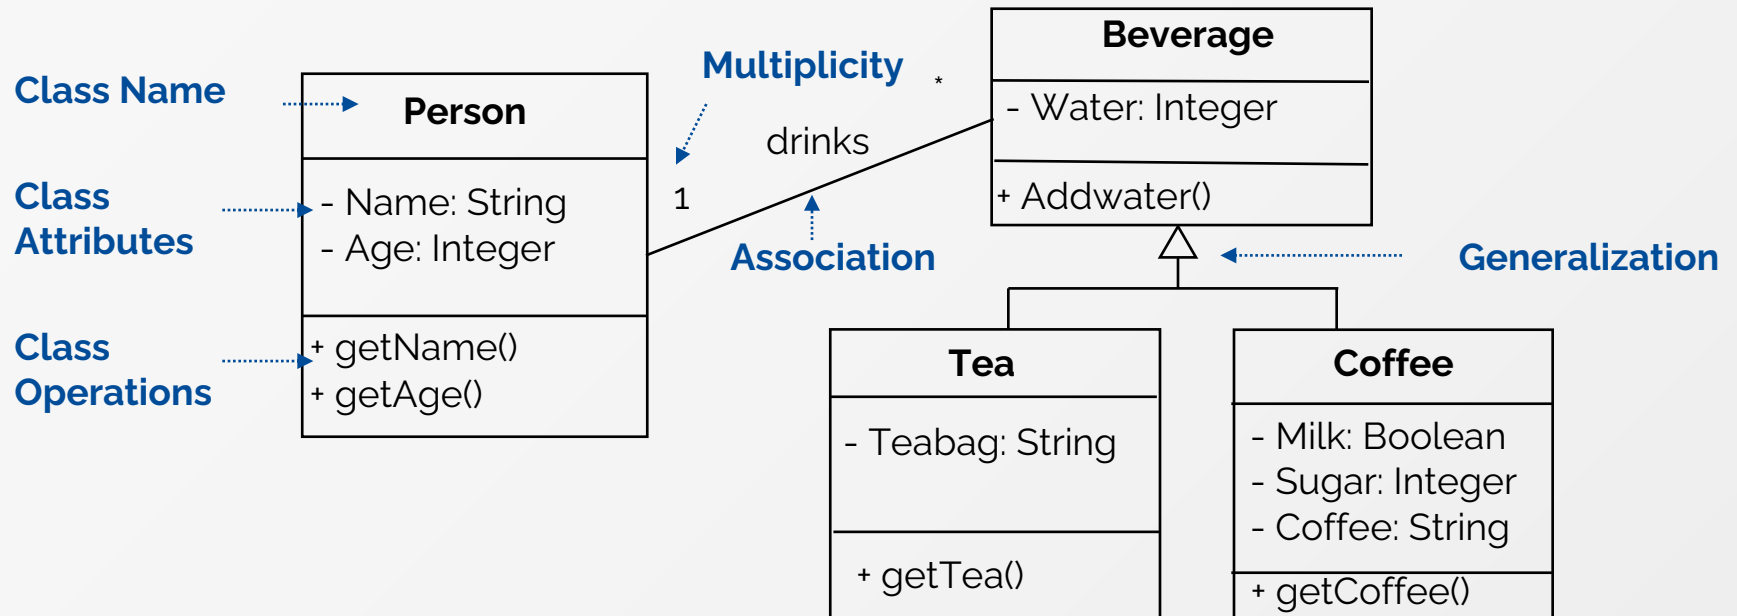 Class Name
Person
Class
Attributes
- Name: String
- Age: Integer
Class
Operations
+ getName()
+ getAge()
Multiplicity
*
drinks
1
Association
Beverage
- Water: Integer
+ Addwater()
Generalization
Tea
- Teabag: String
+ getTea()
Coffee
- Milk: Boolean
- Sugar: Integer
- Coffee: String
+ getCoffee()